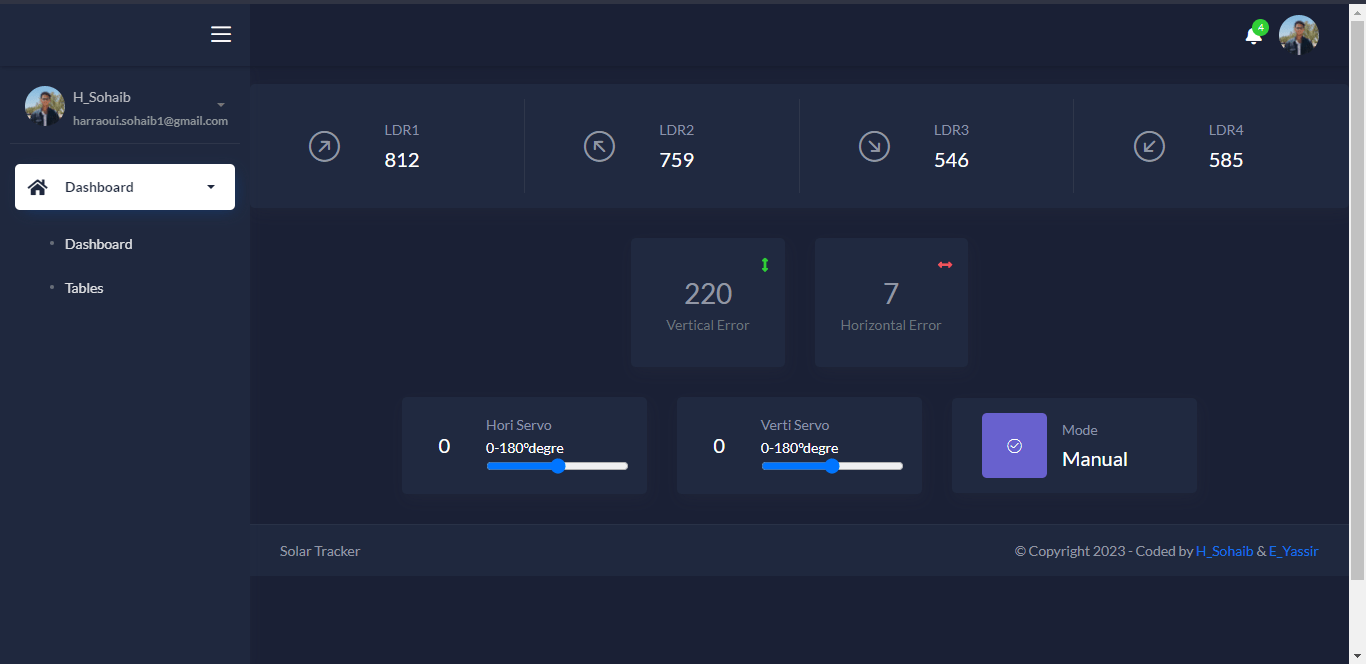 4
H_Sohaib
harraoui.sohaib1@gmail.com
Dashboard
Dashboard
Tables
LDR1
812
LDR2
759
LDR3
546
LDR4
585
220
Vertical Error
7
Horizontal Error
0
Hori Servo
0-180°degre
0
Verti Servo
0-180°degre
Mode
Manual
Solar Tracker
© Copyright 2023 - Coded by H_Sohaib & E_Yassir